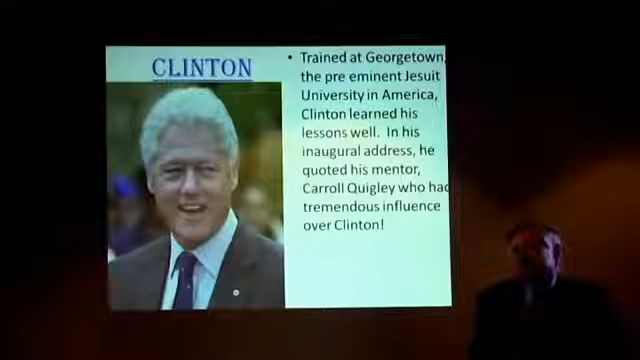 CLINTON
• Trained at Georgetown,
the pre eminent Jesuit
University in America,
Clinton learned his
lessons well. In his
inaugural address, he
quoted his mentor,
Carroll Quigley who had
tremendous influence
over Clinton!